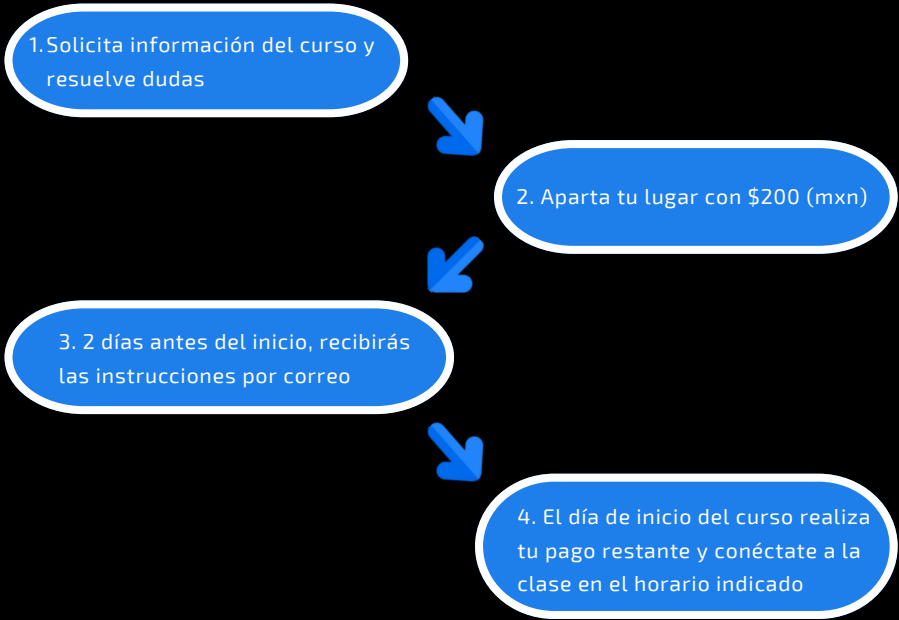 1. Solicita información del curso y
resuelve dudas
2. Aparta tu lugar con $200 (mxn)
3. 2 días antes del inicio, recibirás
las instrucciones por correo
4. El día de inicio del curso realiza
tu pago restante y conéctate a la
clase en el horario indicado